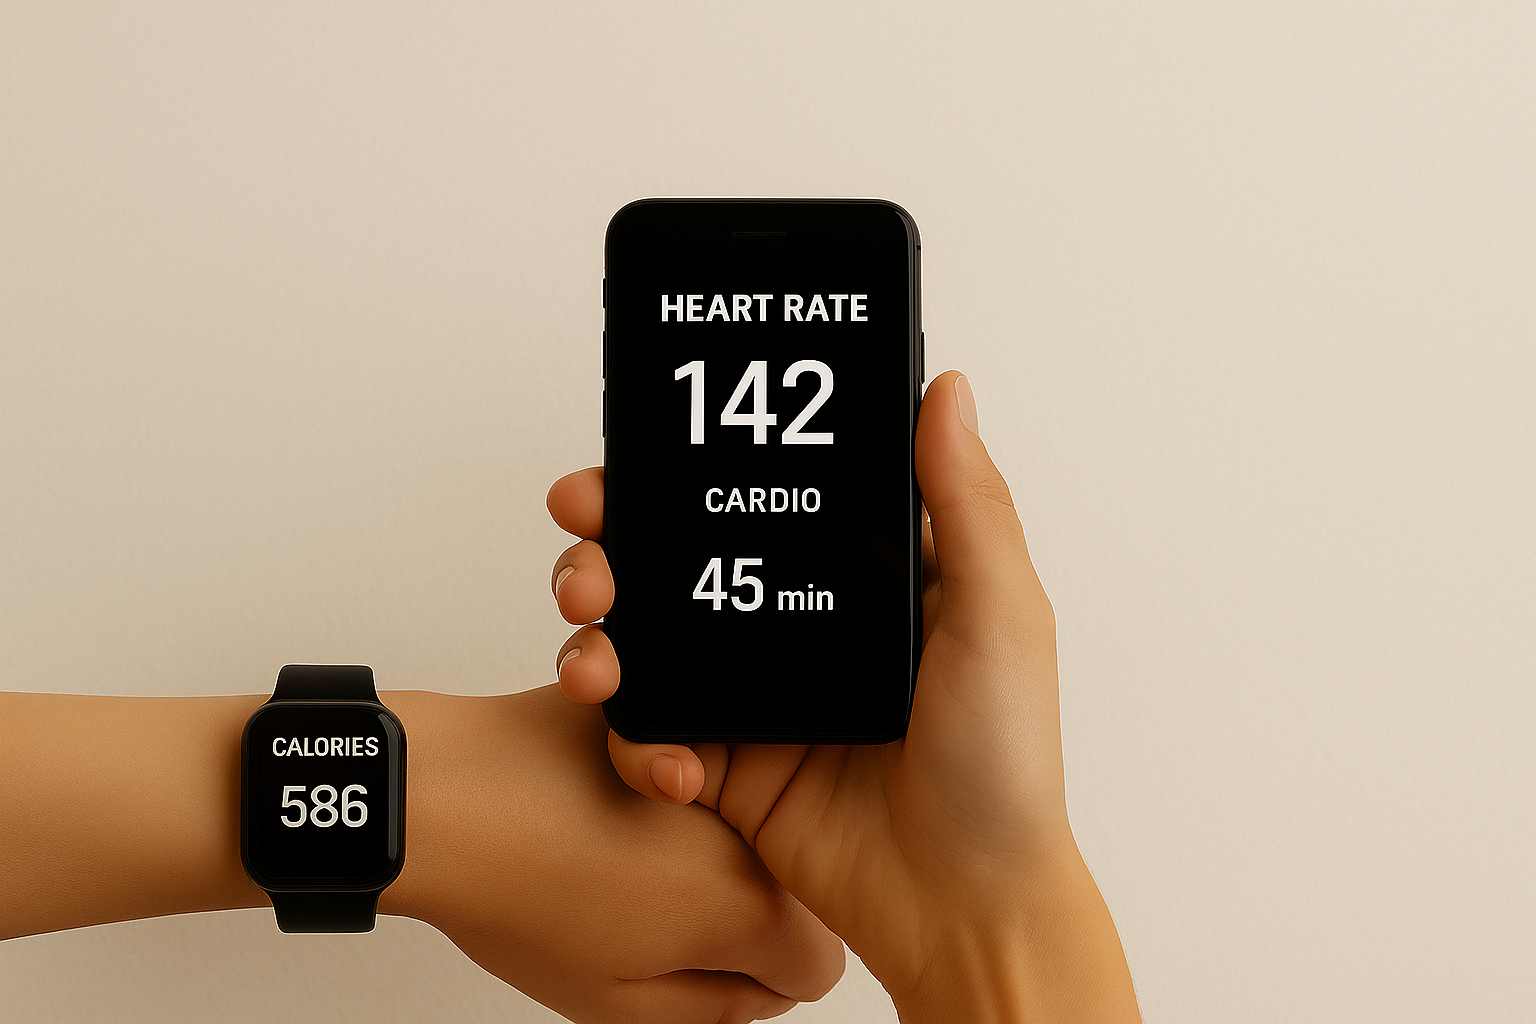 HEART RATE
142
CARDIO
45 min
CALORIES
586